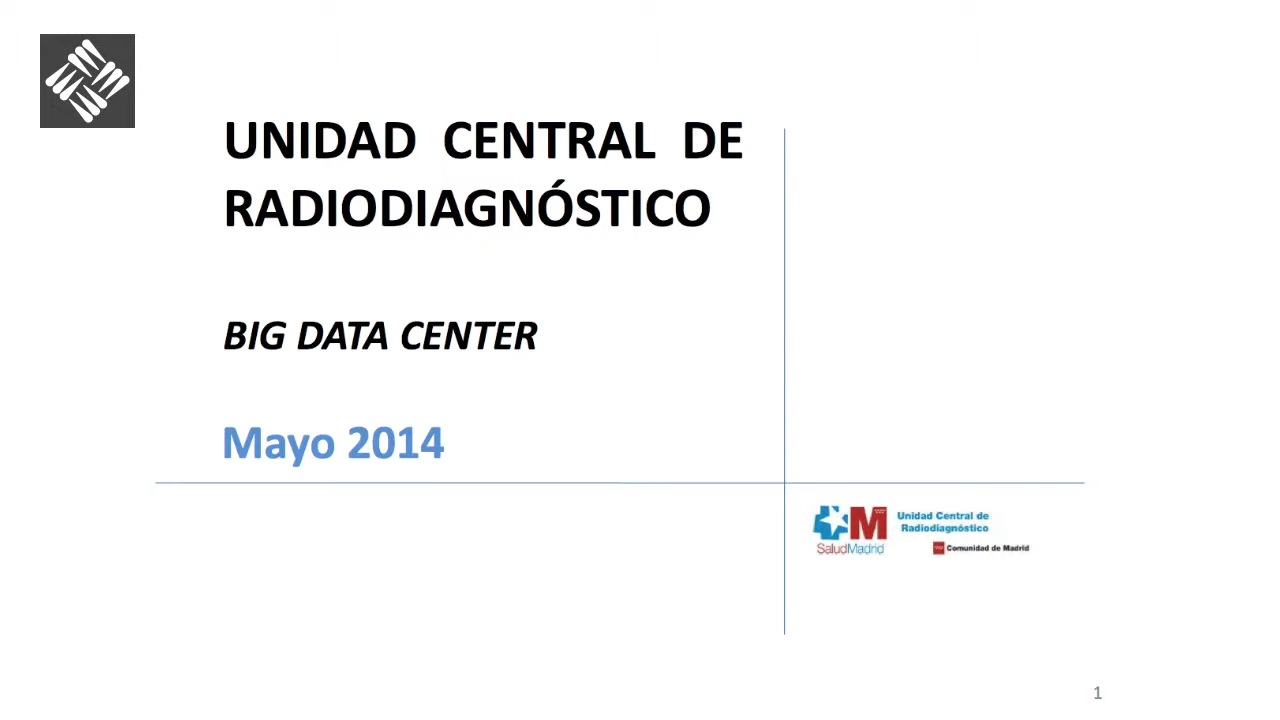 UNIDAD CENTRAL DE
RADIODIAGNÓSTICO
BIG DATA CENTER
Mayo 2014
M
SaludMadrid
Unidad Central de
Radiodiagnóstico
Comunidad de Madrid
1